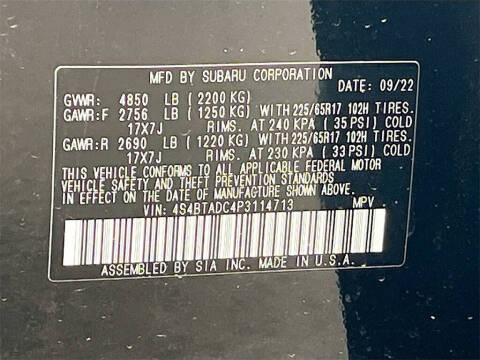 MFD BY SUBARU CORPORATION
DATE: 09/22
GVWR: 4850 LB (2200 KG)
GAWR:F 2756 LB (1250 KG) WITH 225/65R17 102H TIRES.
17X7J RIMS. AT 240 KPA (35 PSI) COLD
GAWR:R 2690 LB (1220 KG) WITH 225/65R17 102H TIRES.
17X7J RIMS. AT 230 KPA (33 PSI) COLD
THIS VEHICLE CONFORMS TO ALL APPLICABLE FEDERAL MOTOR
VEHICLE SAFETY AND THEFT PREVENTION STANDARDS
IN EFFECT ON THE DATE OF MANUFACTURE SHOWN ABOVE.
VIN: 4S4BTADC4P3114713 MPV
ASSEMBLED BY SIA INC. MADE IN U.S.A.